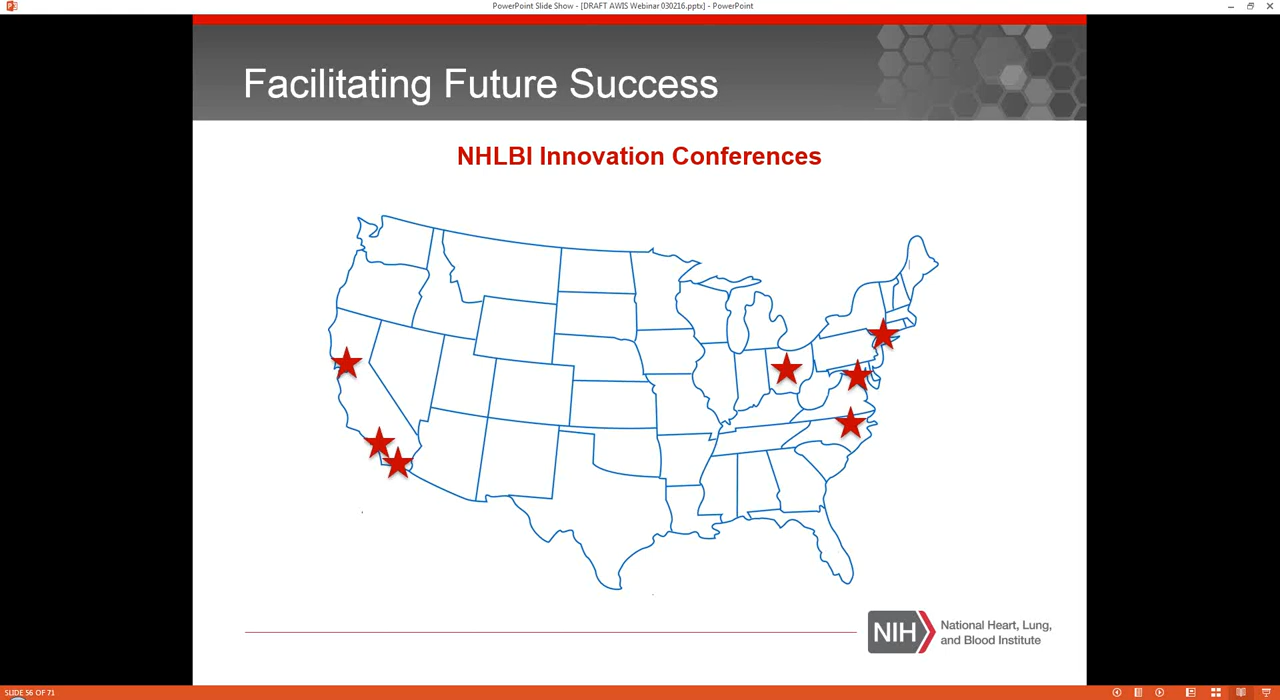 PowerPoint Slide Show - [DRAFT AWIS Webinar 030216.pptx] - PowerPoint
Facilitating Future Success
NHLBI Innovation Conferences
NIH
National Heart, Lung,
and Blood Institute
SLIDE 56 OF 71